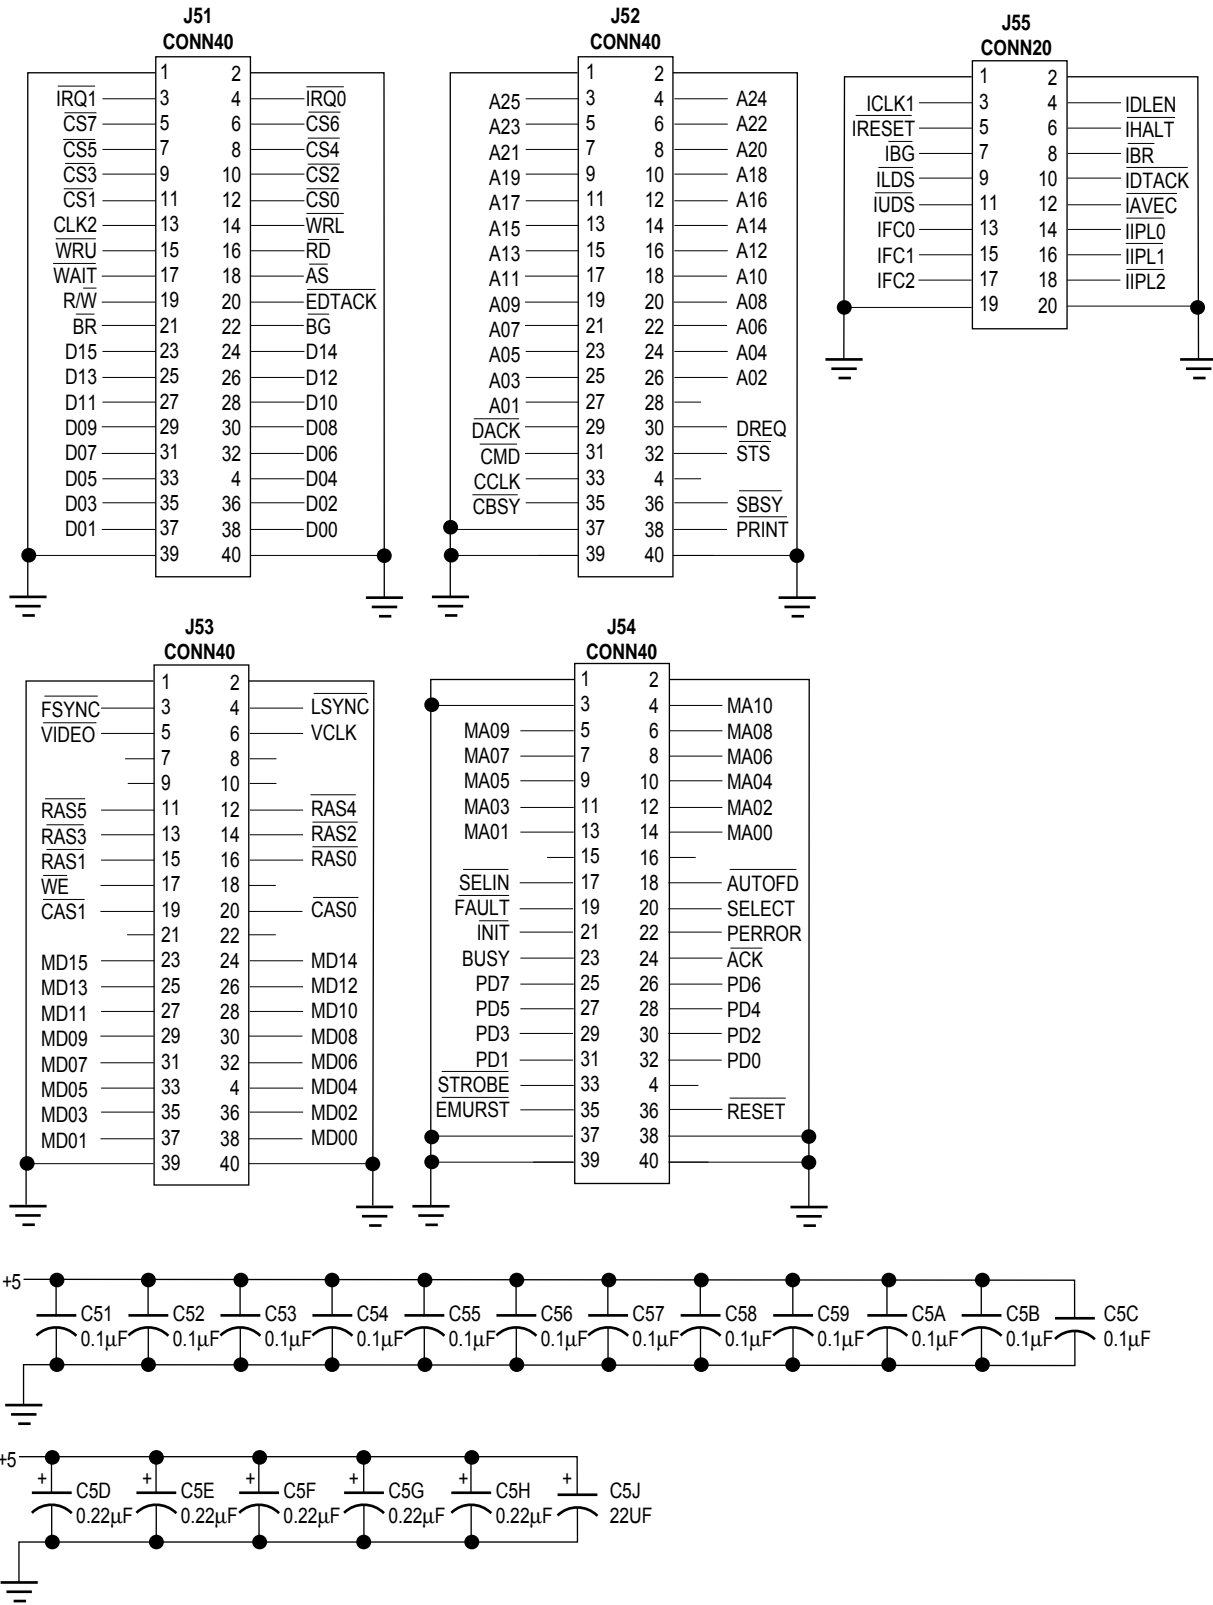 J51
CONN40
1 2
IRQ1 3 4 IRQ0
CS7 5 6 CS6
CS5 7 8 CS4
CS3 9 10 CS2
CS1 11 12 CS0
CLK2 13 14 WRL
WRU 15 16 RD
WAIT 17 18 AS
R/W 19 20 EDTACK
BR 21 22 BG
D15 23 24 D14
D13 25 26 D12
D11 27 28 D10
D09 29 30 D08
D07 31 32 D06
D05 33 4 D04
D03 35 36 D02
D01 37 38 D00
39 40
J52
CONN40
1 2
A25 3 4 A24
A23 5 6 A22
A21 7 8 A20
A19 9 10 A18
A17 11 12 A16
A15 13 14 A14
A13 15 16 A12
A11 17 18 A10
A09 19 20 A08
A07 21 22 A06
A05 23 24 A04
A03 25 26 A02
A01 27 28
DACK 29 30 DREQ
CMD 31 32 STS
CCLK 33 4
CBSY 35 36 SBSY
37 38 PRINT
39 40
J55
CONN20
1 2
ICLK1 3 4 IDLEN
IRESET 5 6 IHALT
IBG 7 8 IBR
ILDS 9 10 IDTACK
IUDS 11 12 IAVEC
IFC0 13 14 IIPL0
IFC1 15 16 IIPL1
IFC2 17 18 IIPL2
19 20
J53
CONN40
1 2
FSYNC 3 4 LSYNC
VIDEO 5 6 VCLK
7 8
9 10
RAS5 11 12 RAS4
RAS3 13 14 RAS2
RAS1 15 16 RAS0
WE 17 18
CAS1 19 20 CAS0
21 22
MD15 23 24 MD14
MD13 25 26 MD12
MD11 27 28 MD10
MD09 29 30 MD08
MD07 31 32 MD06
MD05 33 4 MD04
MD03 35 36 MD02
MD01 37 38 MD00
39 40
J54
CONN40
1 2
3 4 MA10
MA09 5 6 MA08
MA07 7 8 MA06
MA05 9 10 MA04
MA03 11 12 MA02
MA01 13 14 MA00
15 16
SELIN 17 18 AUTOFD
FAULT 19 20 SELECT
INIT 21 22 PERROR
BUSY 23 24 ACK
PD7 25 26 PD6
PD5 27 28 PD4
PD3 29 30 PD2
PD1 31 32 PD0
STROBE 33 4
EMURST 35 36 RESET
37 38
39 40
+5
C51 C52 C53 C54 C55 C56 C57 C58 C59 C5A C5B C5C
0.1µF 0.1µF 0.1µF 0.1µF 0.1µF 0.1µF 0.1µF 0.1µF 0.1µF 0.1µF 0.1µF 0.1µF
+5
+ + + + + +
C5D C5E C5F C5G C5H C5J
0.22µF 0.22µF 0.22µF 0.22µF 0.22µF 22UF